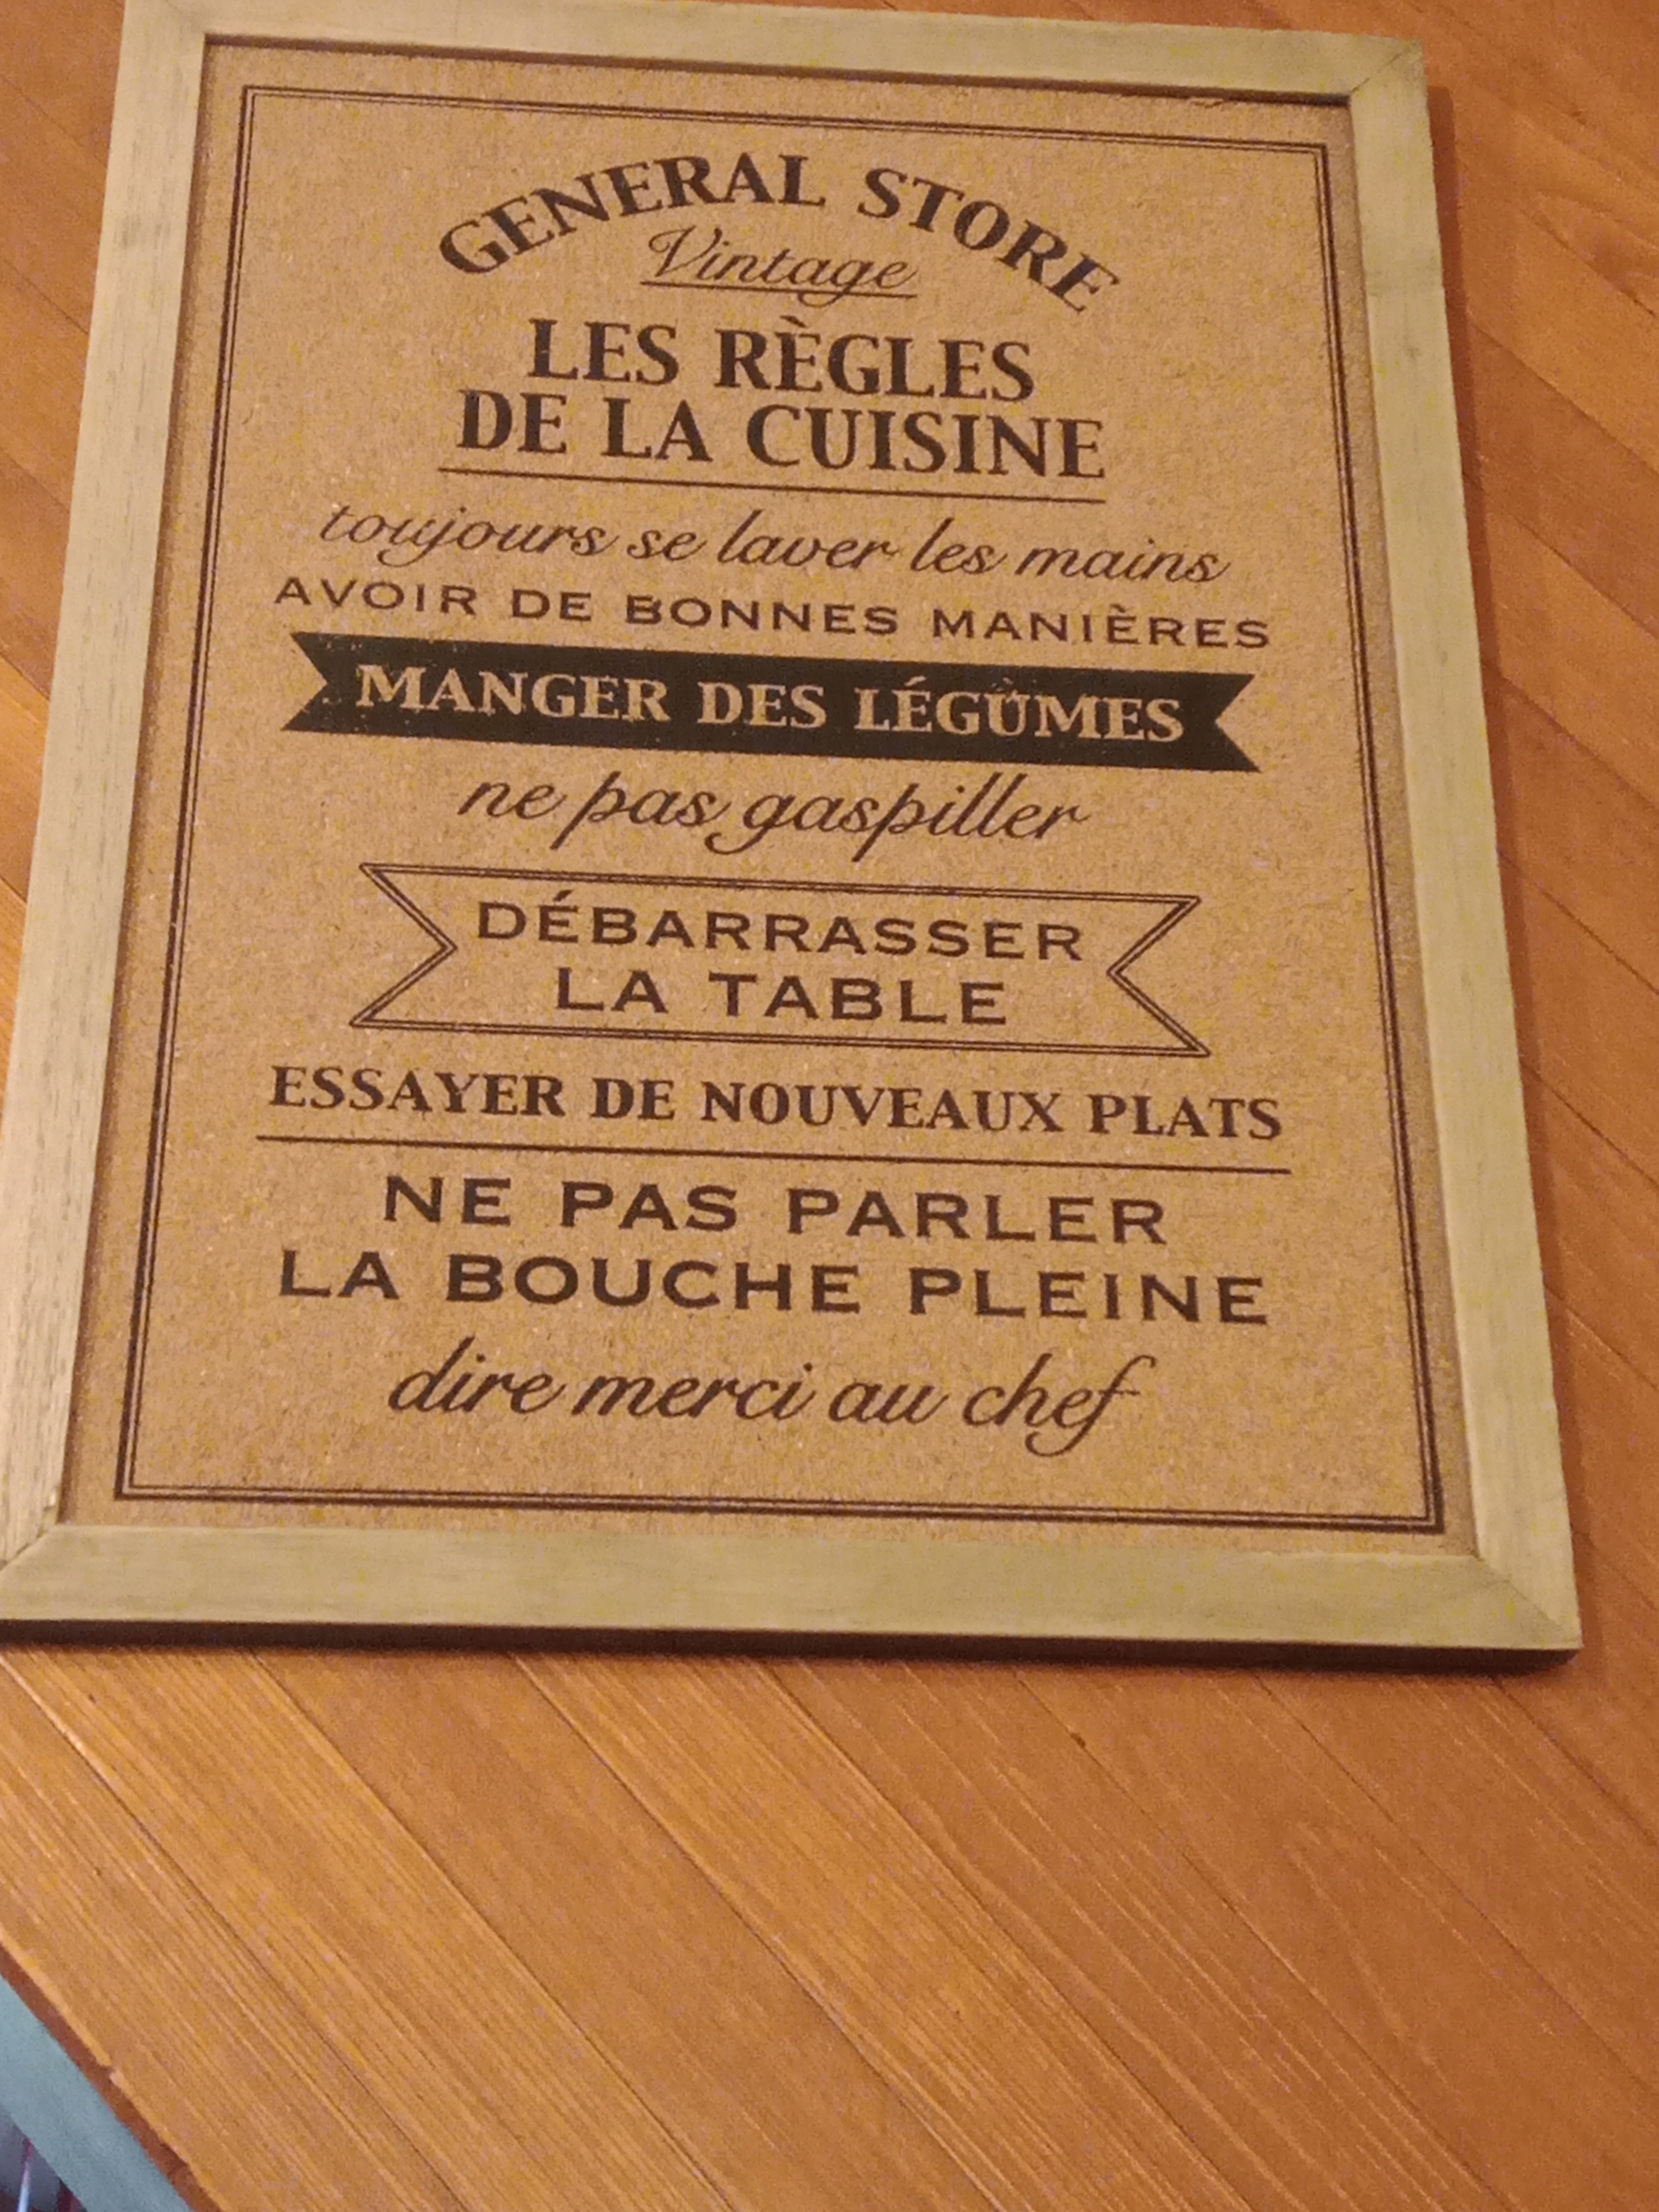 GENERAL STORE
Vintage
LES RÈGLES
DE LA CUISINE
toujours se laver les mains
AVOIR DE BONNES MANIÈRES
MANGER DES LÉGUMES
ne pas gaspiller
DÉBARRASSER
LA TABLE
ESSAYER DE NOUVEAUX PLATS
NE PAS PARLER
LA BOUCHE PLEINE
dire merci au chef